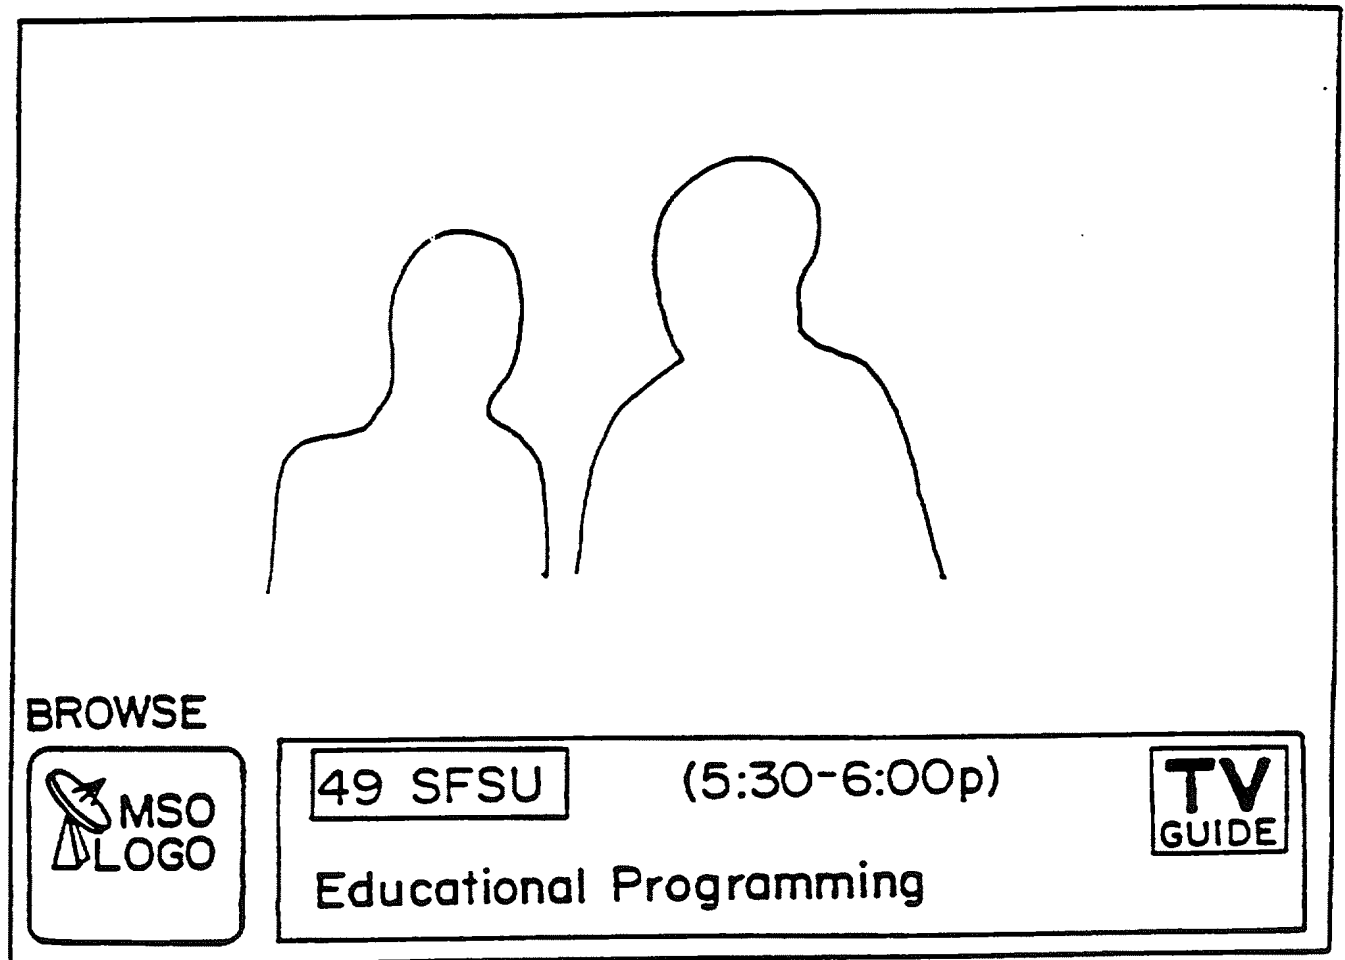 BROWSE
MSO
LOGO
49 SFSU (5:30-6:00p)
TV
GUIDE
Educational Programming